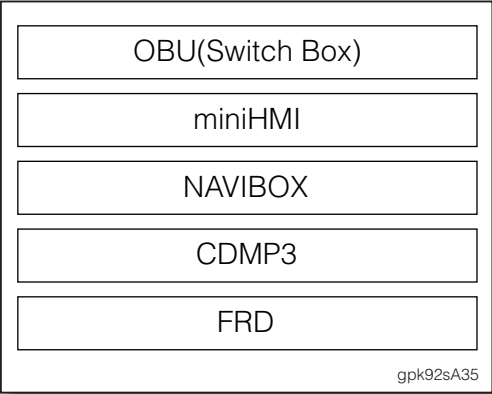 OBU(Switch Box)
miniHMI
NAVIBOX
CDMP3
FRD
gpk92sA35